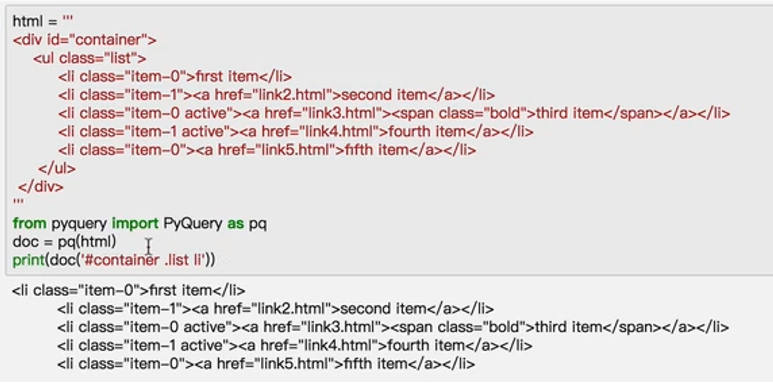 html = '''
<div id="container">
<ul class="list">
<li class="item-0">first item</li>
<li class="item-1"><a href="link2.html">second item</a></li>
<li class="item-0 active"><a href="link3.html"><span class="bold">third item</span></a></li>
<li class="item-1 active"><a href="link4.html">fourth item</a></li>
<li class="item-0"><a href="link5.html">fifth item</a></li>
</ul>
</div>
'''
from pyquery import PyQuery as pq
doc = pq(html)
print(doc('#container .list li'))
<li class="item-0">first item</li>
<li class="item-1"><a href="link2.html">second item</a></li>
<li class="item-0 active"><a href="link3.html"><span class="bold">third item</span></a></li>
<li class="item-1 active"><a href="link4.html">fourth item</a></li>
<li class="item-0"><a href="link5.html">fifth item</a></li>